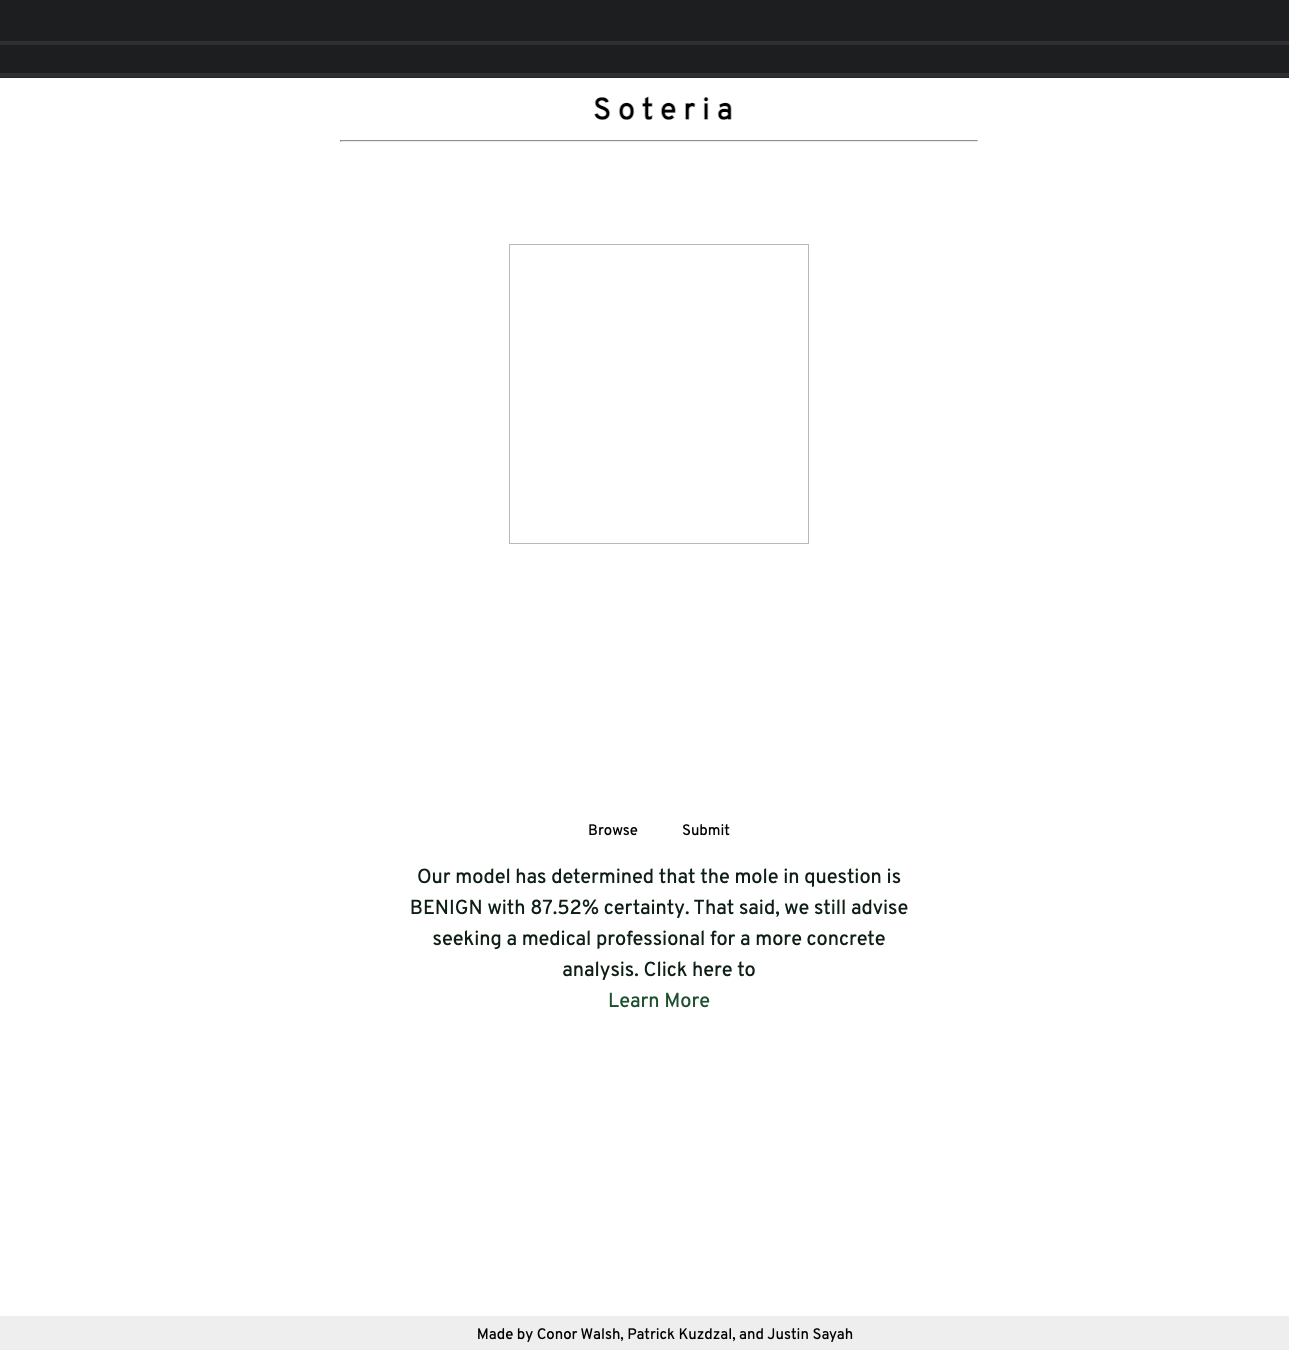 Soteria
Browse Submit
Our model has determined that the mole in question is
BENIGN with 87.52% certainty. That said, we still advise
seeking a medical professional for a more concrete
analysis. Click here to
Learn More
Made by Conor Walsh, Patrick Kuzdzal, and Justin Sayah